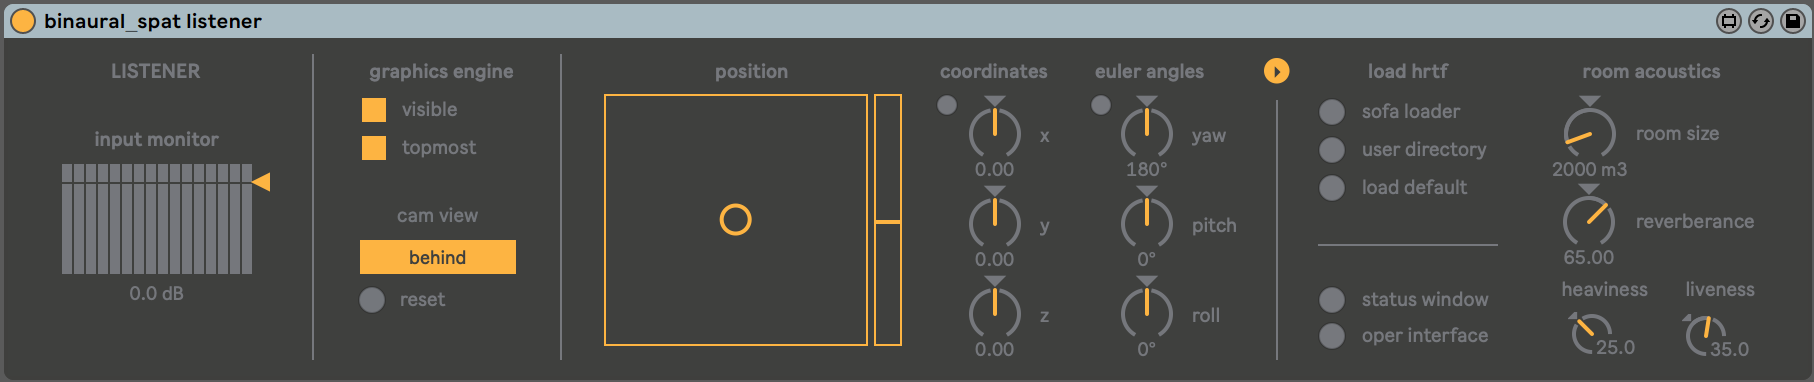 binaural_spat listener
LISTENER
input monitor
0.0 dB
graphics engine
visible
topmost
cam view
behind
reset
position
coordinates
x
0.00
y
0.00
z
0.00
euler angles
yaw
180°
pitch
0°
roll
0°
load hrtf
sofa loader
user directory
load default
status window
oper interface
room acoustics
room size
2000 m3
reverberance
65.00
heaviness
25.0
liveness
35.0